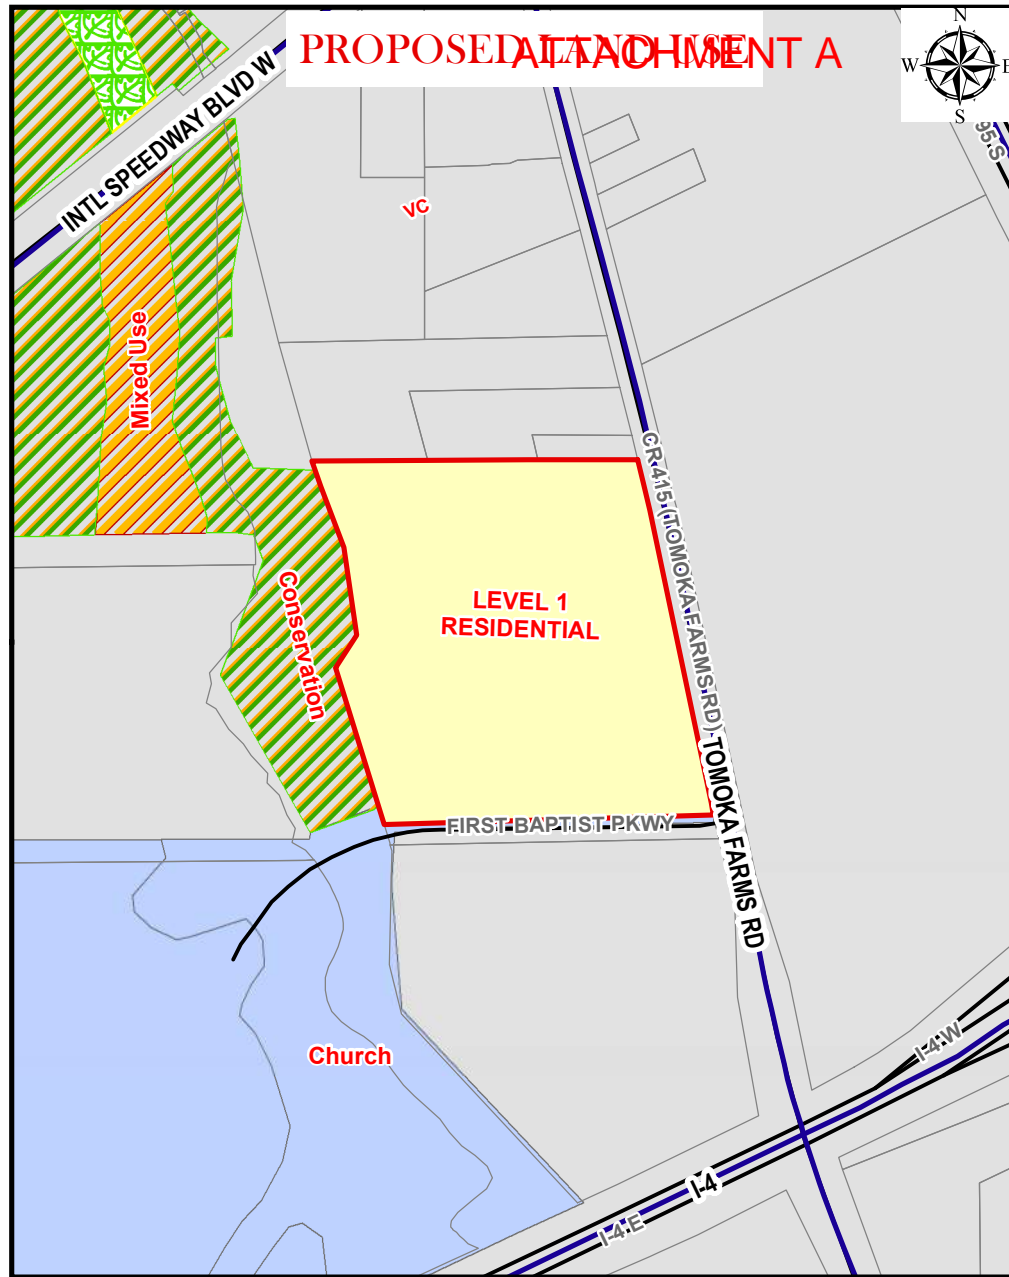 PROPOSED LAND USE
ATTACHMENT A
N
W
E
S
INTL SPEEDWAY BLVD W
95 S
VC
Mixed Use
CR 415 (TOMOKA FARMS RD)
LEVEL 1
RESIDENTIAL
Conservation
TOMOKA FARMS RD
FIRST BAPTIST PKWY
Church
I-4 W
I-4
I-4 E